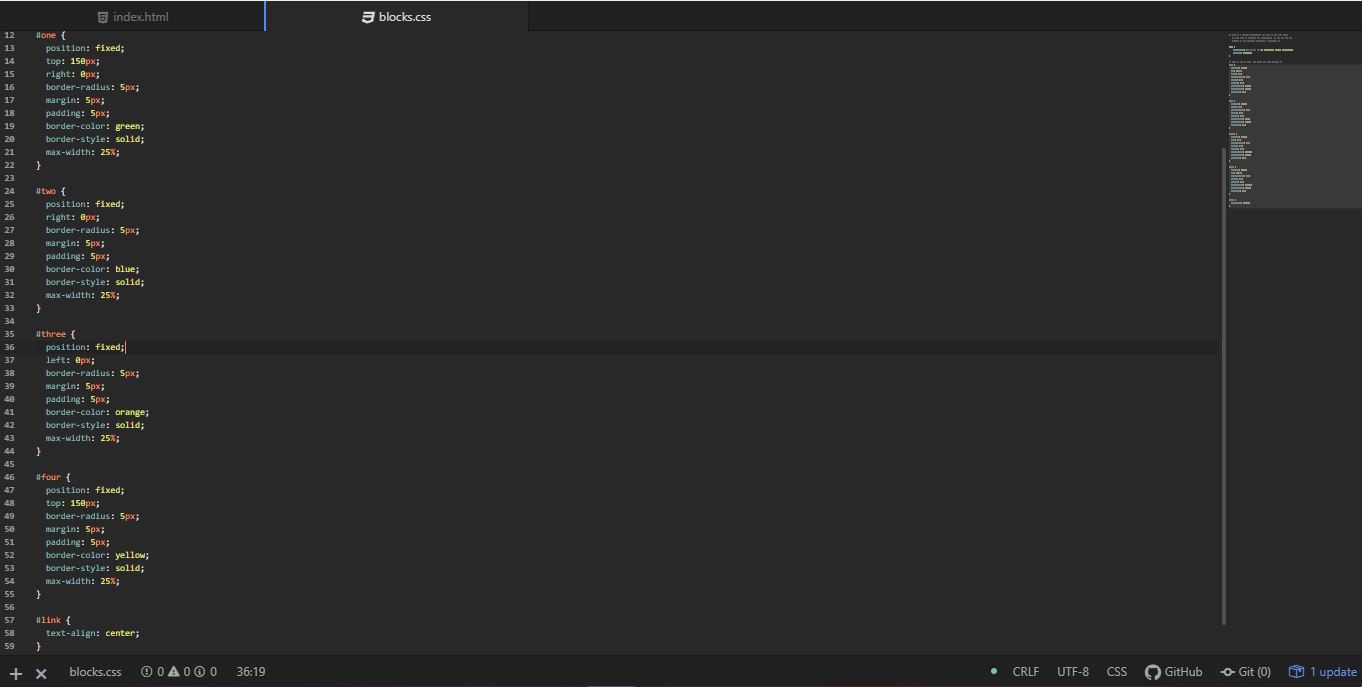 index.html
blocks.css
12 #one {
13 position: fixed;
14 top: 150px;
15 right: 0px;
16 border-radius: 5px;
17 margin: 5px;
18 padding: 5px;
19 border-color: green;
20 border-style: solid;
21 max-width: 25%;
22 }
23
24 #two {
25 position: fixed;
26 right: 0px;
27 border-radius: 5px;
28 margin: 5px;
29 padding: 5px;
30 border-color: blue;
31 border-style: solid;
32 max-width: 25%;
33 }
34
35 #three {
36 position: fixed;
37 left: 0px;
38 border-radius: 5px;
39 margin: 5px;
40 padding: 5px;
41 border-color: orange;
42 border-style: solid;
43 max-width: 25%;
44 }
45
46 #four {
47 position: fixed;
48 top: 150px;
49 border-radius: 5px;
50 margin: 5px;
51 padding: 5px;
52 border-color: yellow;
53 border-style: solid;
54 max-width: 25%;
55 }
56
57 #link {
58 text-align: center;
59 }
blocks.css 0 0 0 36:19 CRLF UTF-8 CSS GitHub Git (0) 1 update